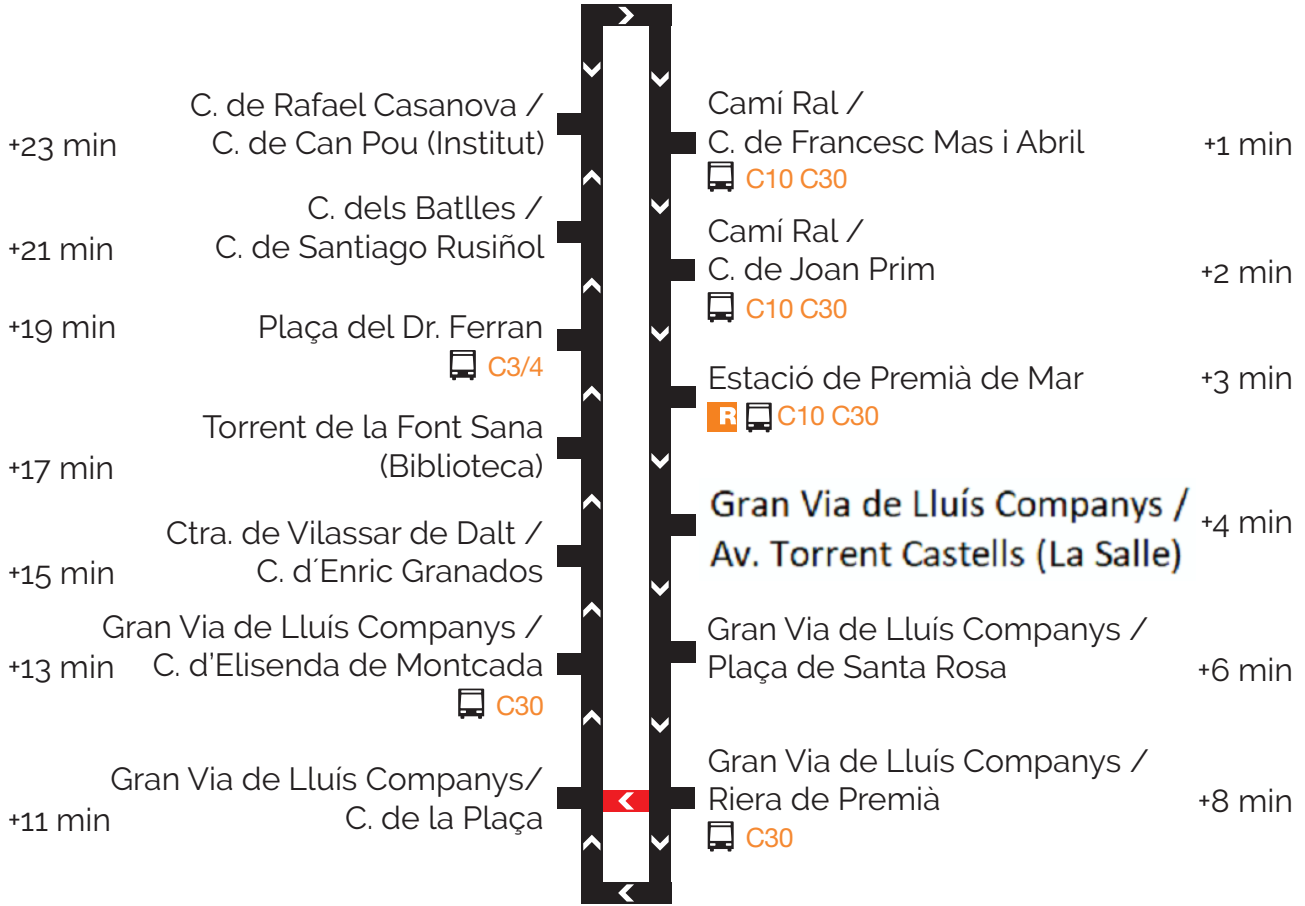 C. de Rafael Casanova /
+23 min C. de Can Pou (Institut)
C. dels Batlles /
+21 min C. de Santiago Rusiñol
+19 min Plaça del Dr. Ferran
C3/4
Torrent de la Font Sana
+17 min (Biblioteca)
Ctra. de Vilassar de Dalt /
+15 min C. d´Enric Granados
Gran Via de Lluís Companys /
+13 min C. d’Elisenda de Montcada
C30
Gran Via de Lluís Companys/
+11 min C. de la Plaça
Camí Ral /
C. de Francesc Mas i Abril +1 min
C10 C30
Camí Ral /
C. de Joan Prim +2 min
C10 C30
Estació de Premià de Mar +3 min
R C10 C30
Gran Via de Lluís Companys / +4 min
Av. Torrent Castells (La Salle)
Gran Via de Lluís Companys /
Plaça de Santa Rosa +6 min
Gran Via de Lluís Companys /
Riera de Premià +8 min
C30